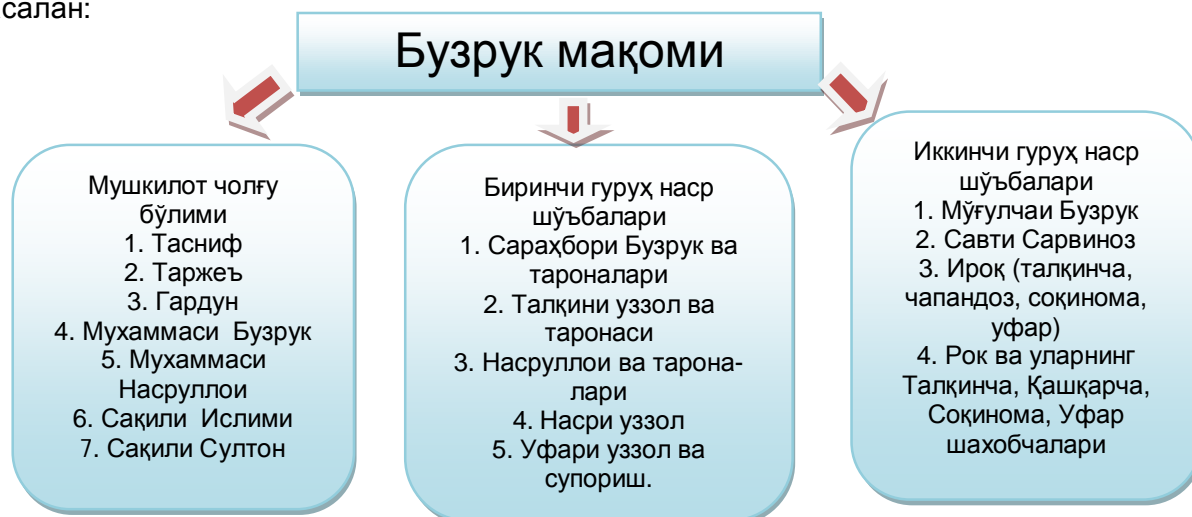 салан:
Бузрук мақоми
Мушкилот чолғу
бўлими
1. Тасниф
2. Таржеъ
3. Гардун
4. Мухаммаси Бузрук
5. Мухаммаси
Насруллои
6. Сақили Ислими
7. Сақили Султон
Биринчи гуруҳ наср
шўъбалари
1. Сараҳбори Бузрук ва
тароналари
2. Талқини уззол ва
таронаси
3. Насруллои ва тарона-
лари
4. Насри уззол
5. Уфари уззол ва
супориш.
Иккинчи гуруҳ наср
шўъбалари
1. Мўғулчаи Бузрук
2. Савти Сарвиноз
3. Ироқ (талқинча,
чапандоз, соқинома,
уфар)
4. Рок ва уларнинг
Талқинча, Қашқарча,
Соқинома, Уфар
шахобчалари